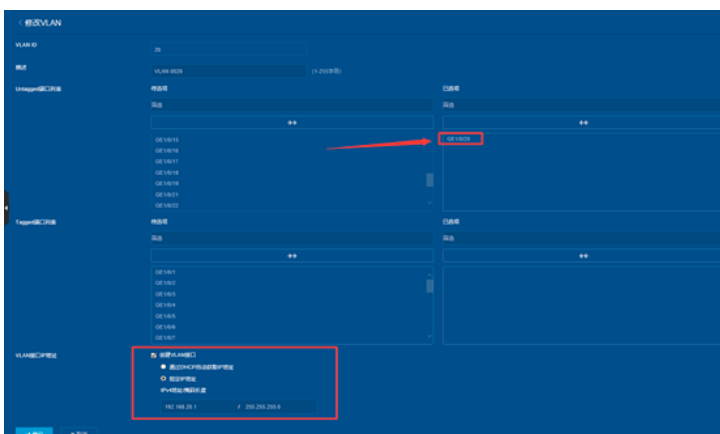 〈 修改VLAN
VLAN ID
20
描述
VLAN 0020
(1-255字符)
Untagged端口列表
待选项
已选项
筛选
筛选
GE1/0/15
GE1/0/20
GE1/0/16
GE1/0/17
GE1/0/18
GE1/0/19
GE1/0/21
GE1/0/22
Tagged端口列表
待选项
已选项
筛选
筛选
GE1/0/1
GE1/0/2
GE1/0/3
GE1/0/4
GE1/0/5
GE1/0/6
GE1/0/7
VLAN接口IP地址
创建VLAN接口
通过DHCP自动获取IP地址
指定IP地址
IPv4地址/掩码长度
192.168.20.1 / 255.255.255.0